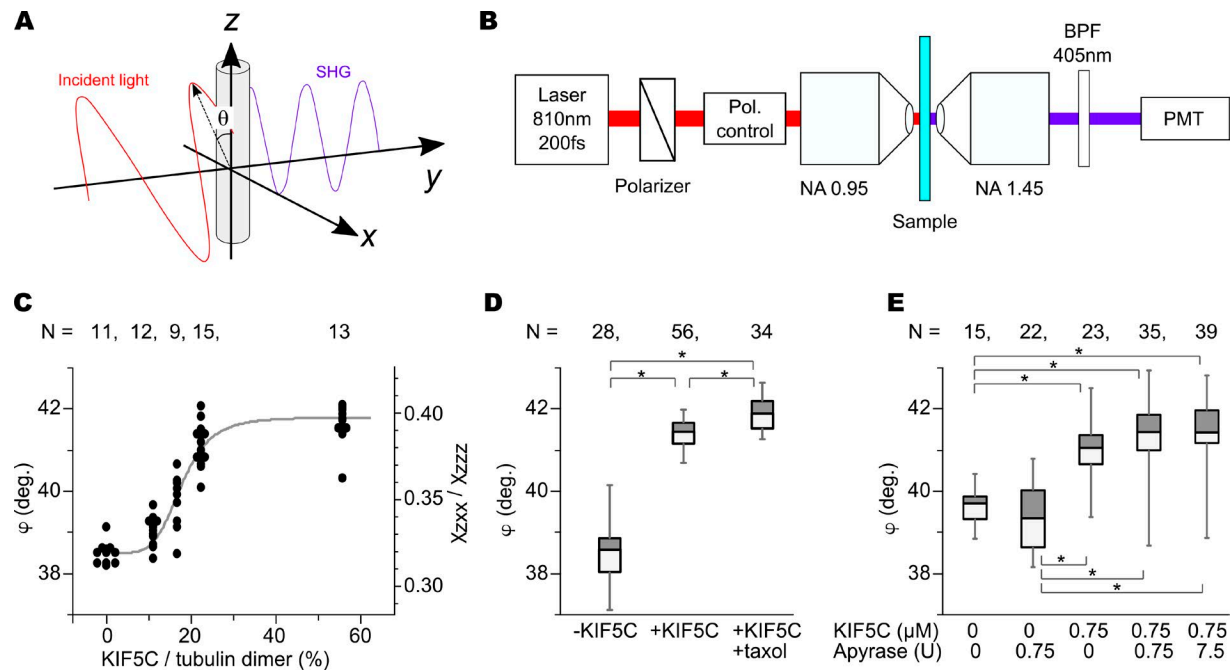 A
z
Incident light
SHG
θ
y
x
B
BPF
405nm
Laser
810nm
200fs
Pol.
control
PMT
Polarizer
NA 0.95
NA 1.45
Sample
C
N = 11, 12, 9, 15, 13
42
40
38
φ (deg.)
0.40
0.35
0.30
χzxx / χzzz
0 20 40 60
KIF5C / tubulin dimer (%)
D
N = 28, 56, 34
*
* *
42
40
38
φ (deg.)
-KIF5C +KIF5C +KIF5C
+taxol
E
N = 15, 22, 23, 35, 39
*
*
*
42
40
38
φ (deg.)
*
*
*
KIF5C (μM) 0 0 0.75 0.75 0.75
Apyrase (U) 0 0.75 0 0.75 7.5